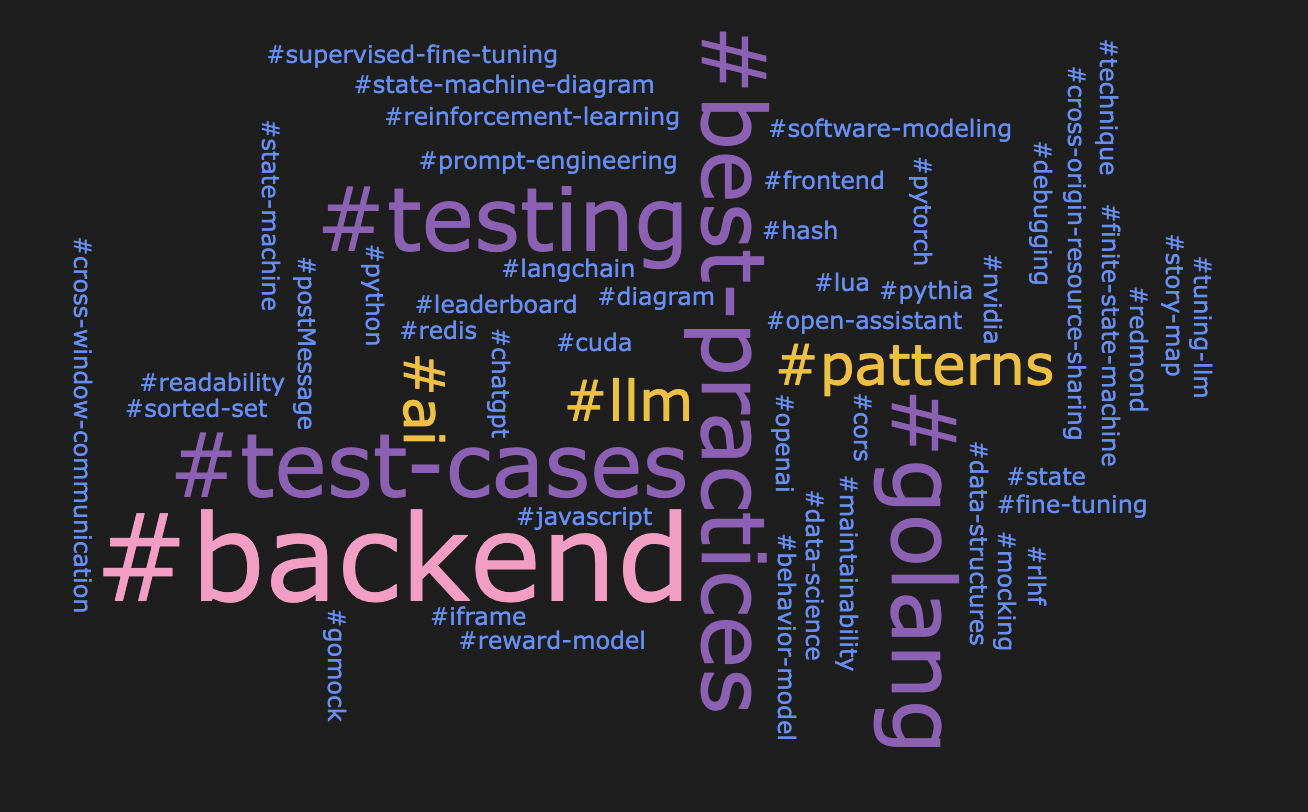 #supervised-fine-tuning
#state-machine-diagram
#reinforcement-learning
#prompt-engineering
#testing
#state-machine
#cross-window-communication
#postMessage
#python
#langchain
#leaderboard
#diagram
#redis
#cuda
#chatgpt
#readability
#sorted-set
#ai
#llm
#test-cases
#javascript
#backend
#gomock
#iframe
#reward-model
#best-practices
#software-modeling
#frontend
#hash
#pytorch
#lua
#pythia
#open-assistant
#nvidia
#patterns
#debugging
#cross-origin-resource-sharing
#technique
#finite-state-machine
#redmond
#story-map
#tuning-llm
#openai
#cors
#golang
#data-structures
#state
#fine-tuning
#mocking
#rlhf
#behavior-model
#data-science
#maintainability